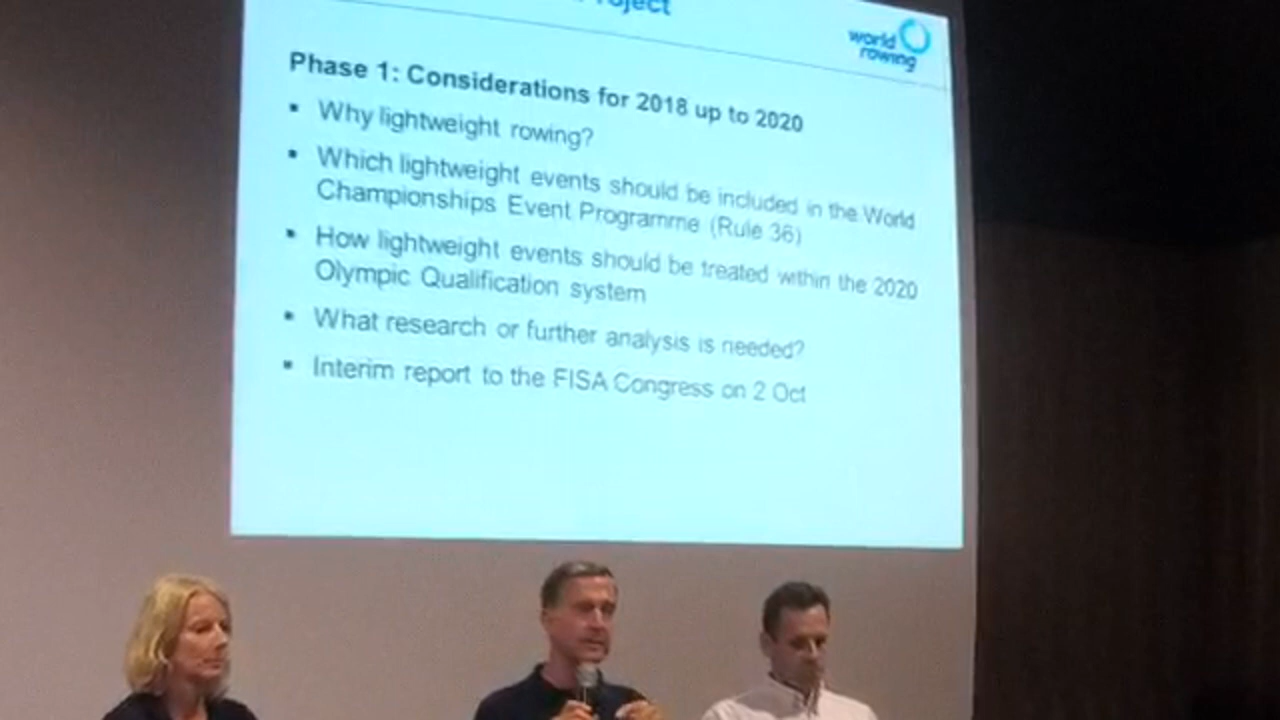 Project
world
rowing
Phase 1: Considerations for 2018 up to 2020
▪ Why lightweight rowing?
▪ Which lightweight events should be included in the World
Championships Event Programme (Rule 36)
▪ How lightweight events should be treated within the 2020
Olympic Qualification system
▪ What research or further analysis is needed?
▪ Interim report to the FISA Congress on 2 Oct